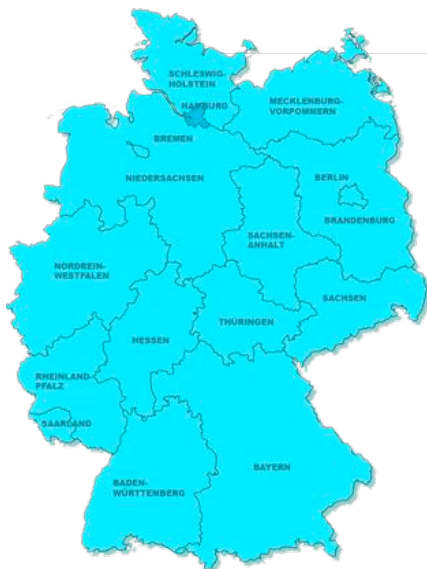 SCHLESWIG-
HOLSTEIN
HAMBURG
MECKLENBURG-
VORPOMMERN
BREMEN
NIEDERSACHSEN
BERLIN
BRANDENBURG
SACHSEN-
ANHALT
NORDREIN-
WESTFALEN
SACHSEN
THÜRINGEN
HESSEN
RHEINLAND-
PFALZ
SAARLAND
BAYERN
BADEN-
WÜRTTEMBERG